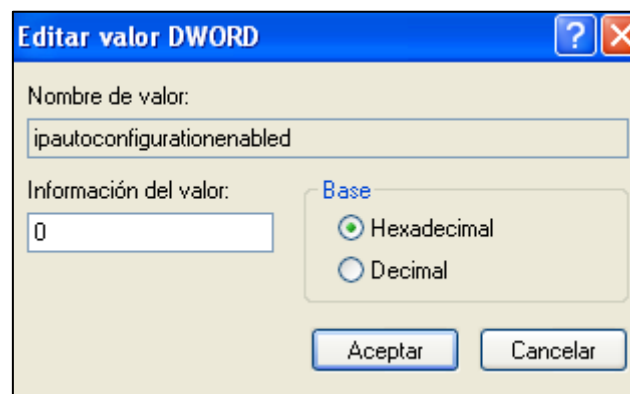 Editar valor DWORD
Nombre de valor:
ipautoconfigurationenabled
Información del valor:
0
Base
Hexadecimal
Decimal
Aceptar
Cancelar